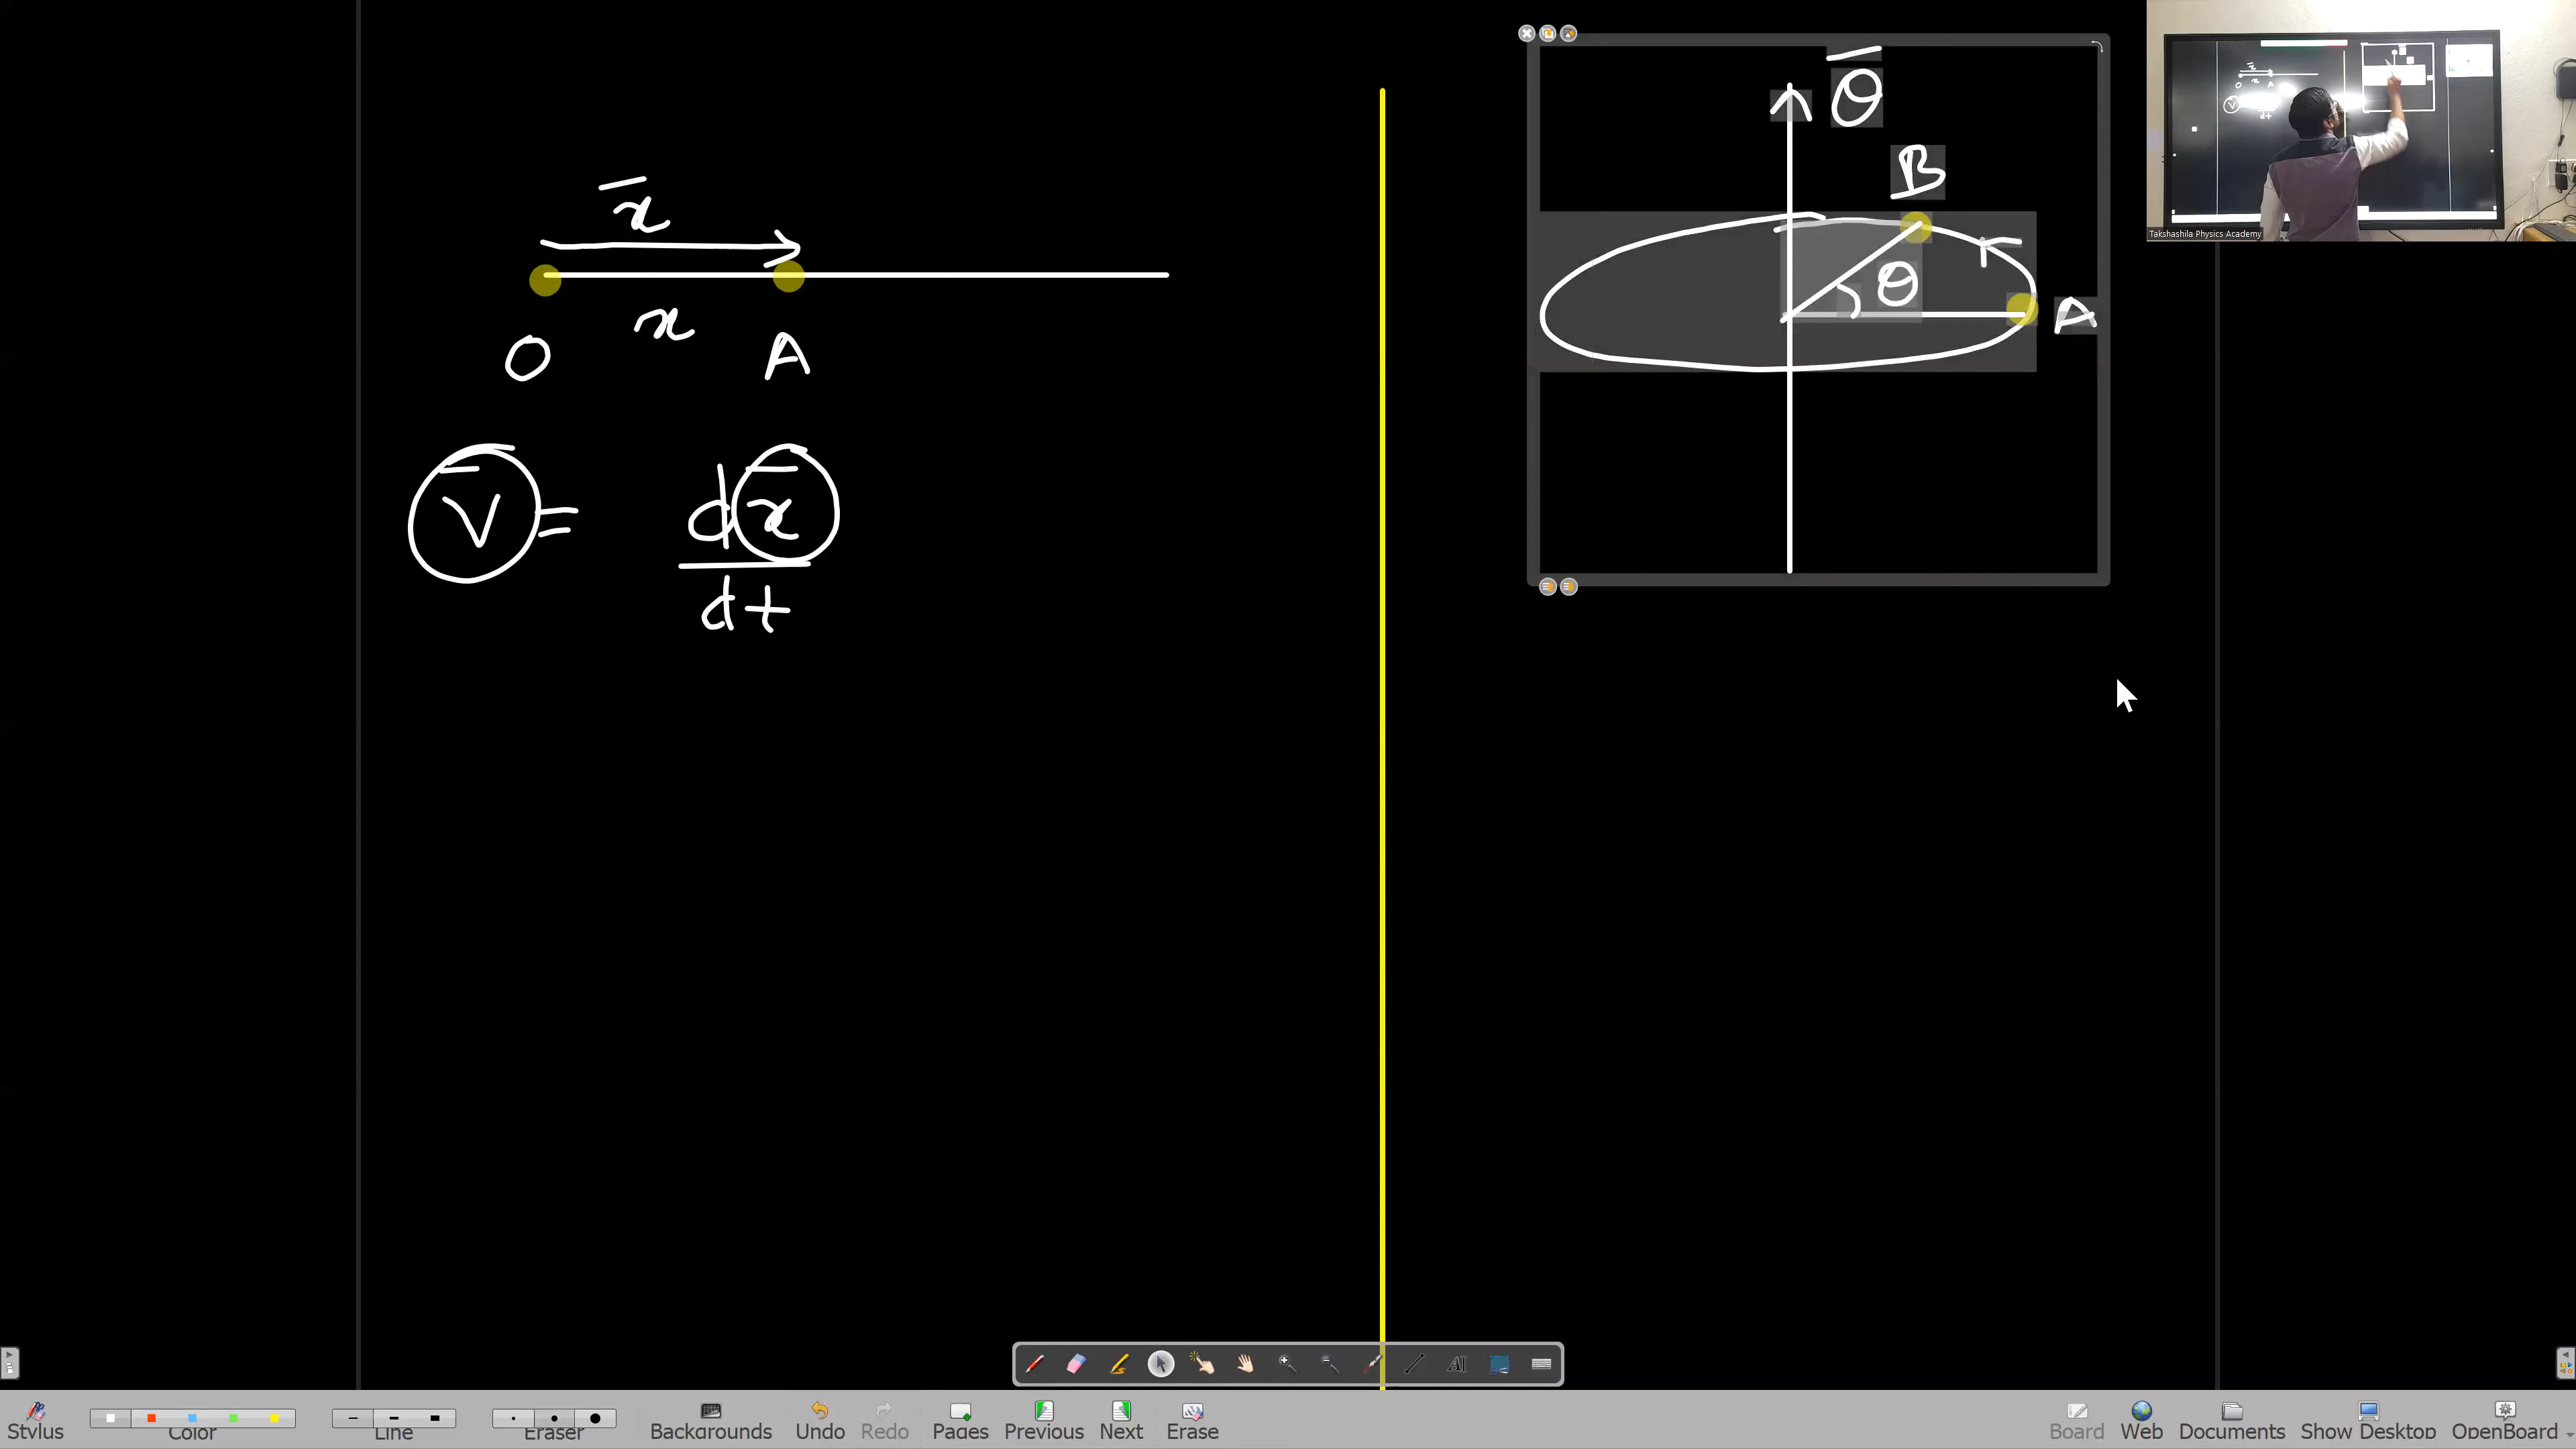 x̄
x
O A
V̄ = dx̄
dt
θ̄
B
θ
A
Takshashila Physics Academy
AI
Stylus Color Line Eraser Backgrounds Undo Redo Pages Previous Next Erase Board Web Documents Show Desktop OpenBoard